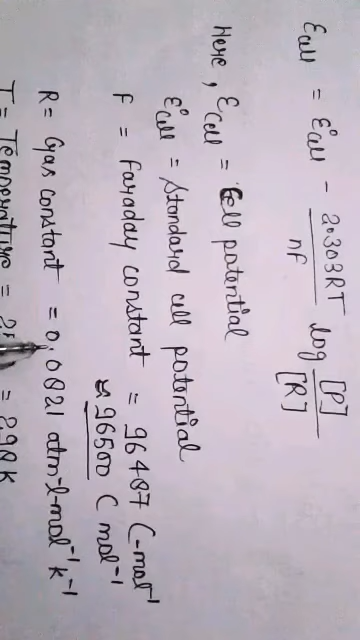 Ecell = E°cell - 2.303RT/nF log [P]/[R]
Here, Ecell = Cell potential
E°cell = Standard cell potential
F = Faraday constant = 96487 C-mol⁻¹
≈ 96500 C mol⁻¹
R = Gas constant = 0.0821 atm-l-mol⁻¹ k⁻¹
T = Temperature = = 298k